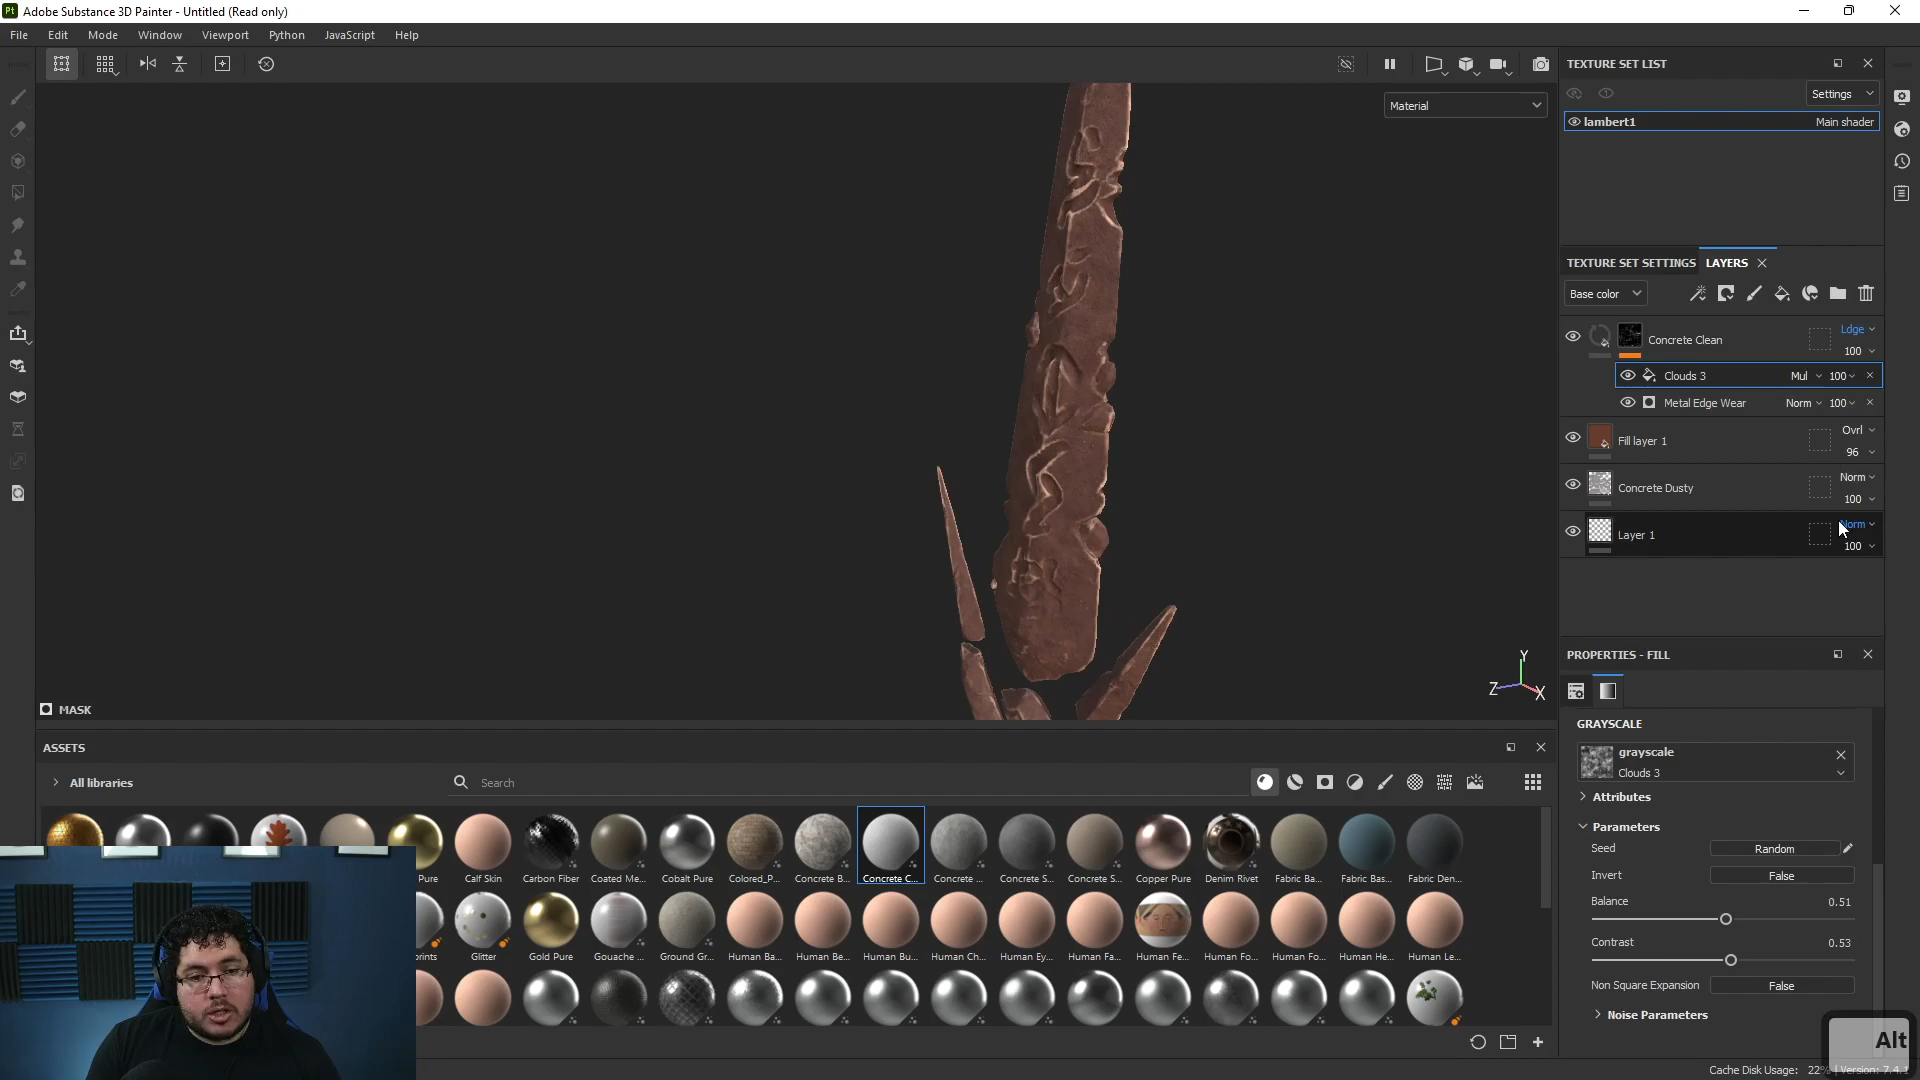 Pt Adobe Substance 3D Painter - Untitled (Read only)
File Edit Mode Window Viewport Python JavaScript Help
Material
TEXTURE SET LIST
Settings
lambert1 Main shader
TEXTURE SET SETTINGS LAYERS
Base color
Concrete Clean Ldge
100
Clouds 3 Mul 100
Metal Edge Wear Norm 100
Fill layer 1 Ovrl
96
Concrete Dusty Norm
100
Layer 1
100
Y
Z X
MASK
PROPERTIES - FILL
GRAYSCALE
grayscale
Clouds 3
Attributes
Parameters
Seed Random
Invert False
Balance 0.51
Contrast 0.53
Non Square Expansion False
Noise Parameters
ASSETS
All libraries Search
Pure Calf Skin Carbon Fiber Coated Me... Cobalt Pure Colored_P... Concrete B... Concrete C... Concrete ... Concrete S... Concrete S... Copper Pure Denim Rivet Fabric Ba... Fabric Bas... Fabric Den...
Glitter Gold Pure Gouache ... Ground Gr... Human Ba... Human Be... Human Bu... Human Ch... Human Ey... Human Fa... Human Fe... Human Fo... Human Fo... Human He... Human Le...
Alt
Cache Disk Usage: 22% | Version: 7.4.1